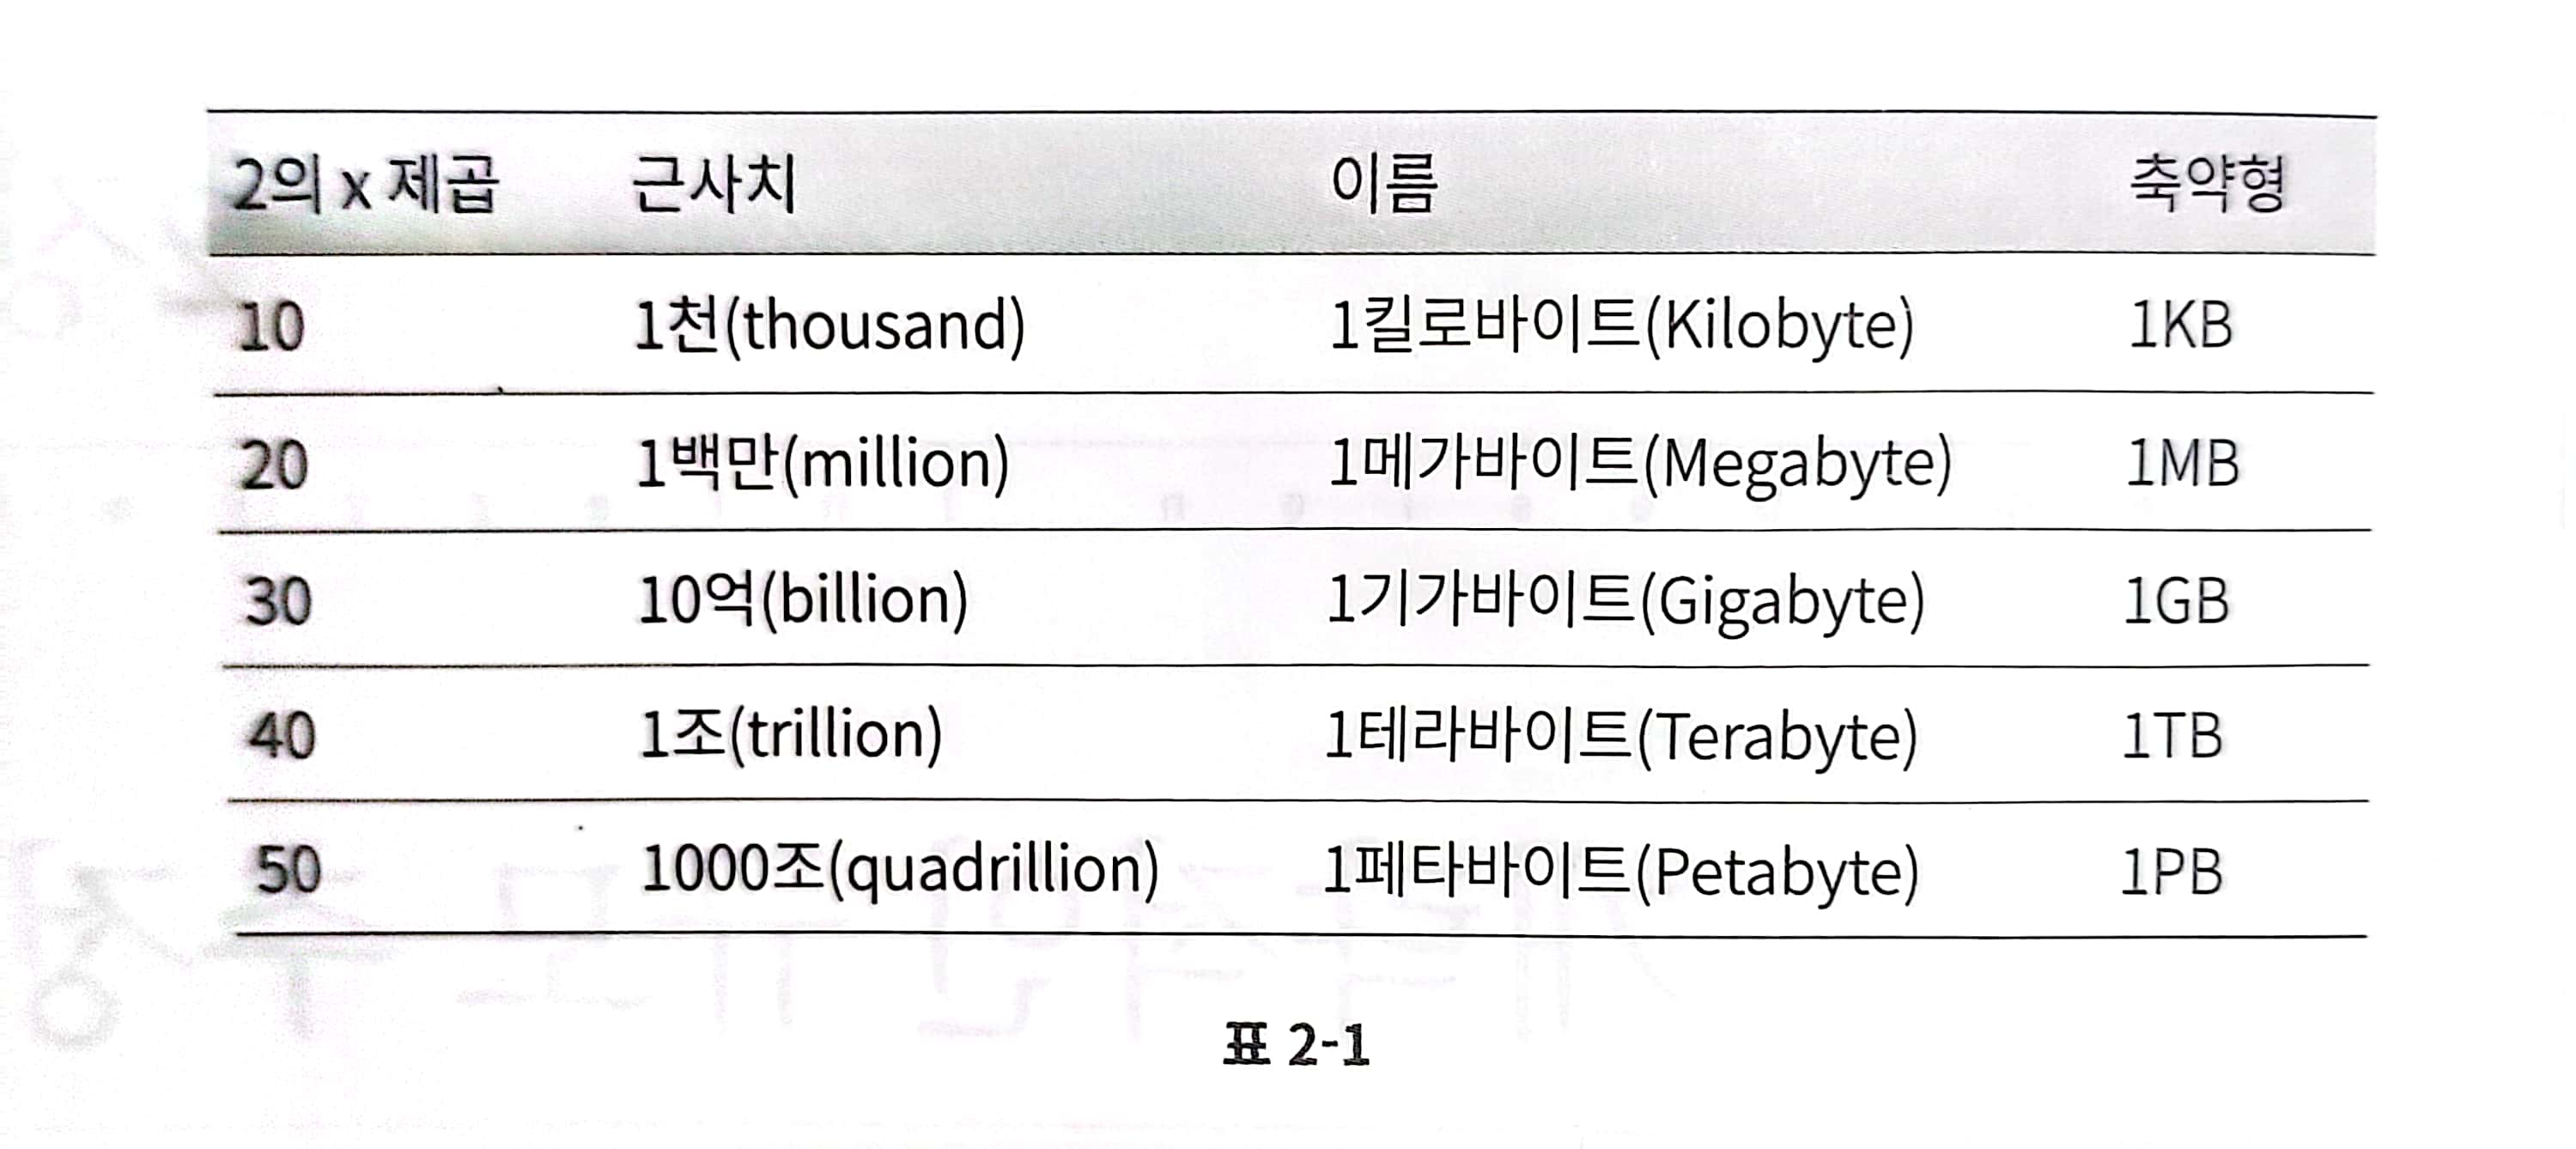 2의 x 제곱 근사치 이름 축약형
10 1천(thousand) 1킬로바이트(Kilobyte) 1KB
20 1백만(million) 1메가바이트(Megabyte) 1MB
30 10억(billion) 1기가바이트(Gigabyte) 1GB
40 1조(trillion) 1테라바이트(Terabyte) 1TB
50 1000조(quadrillion) 1페타바이트(Petabyte) 1PB
표 2-1